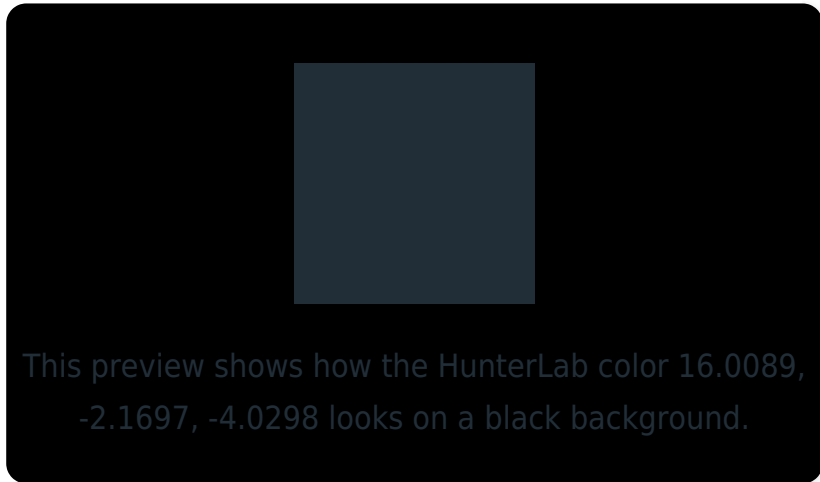 This preview shows how the HunterLab color 16.0089,
-2.1697, -4.0298 looks on a black background.